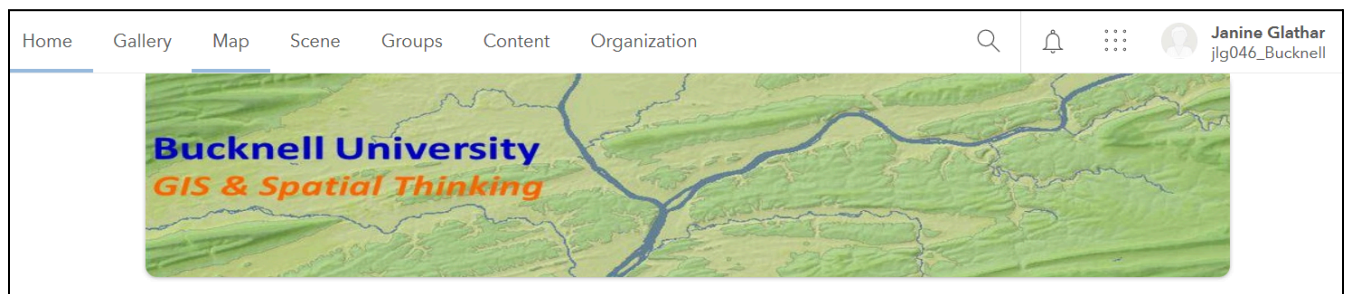 Home Gallery Map Scene Groups Content Organization
Janine Glathar
jlg046_Bucknell
Bucknell University
GIS & Spatial Thinking